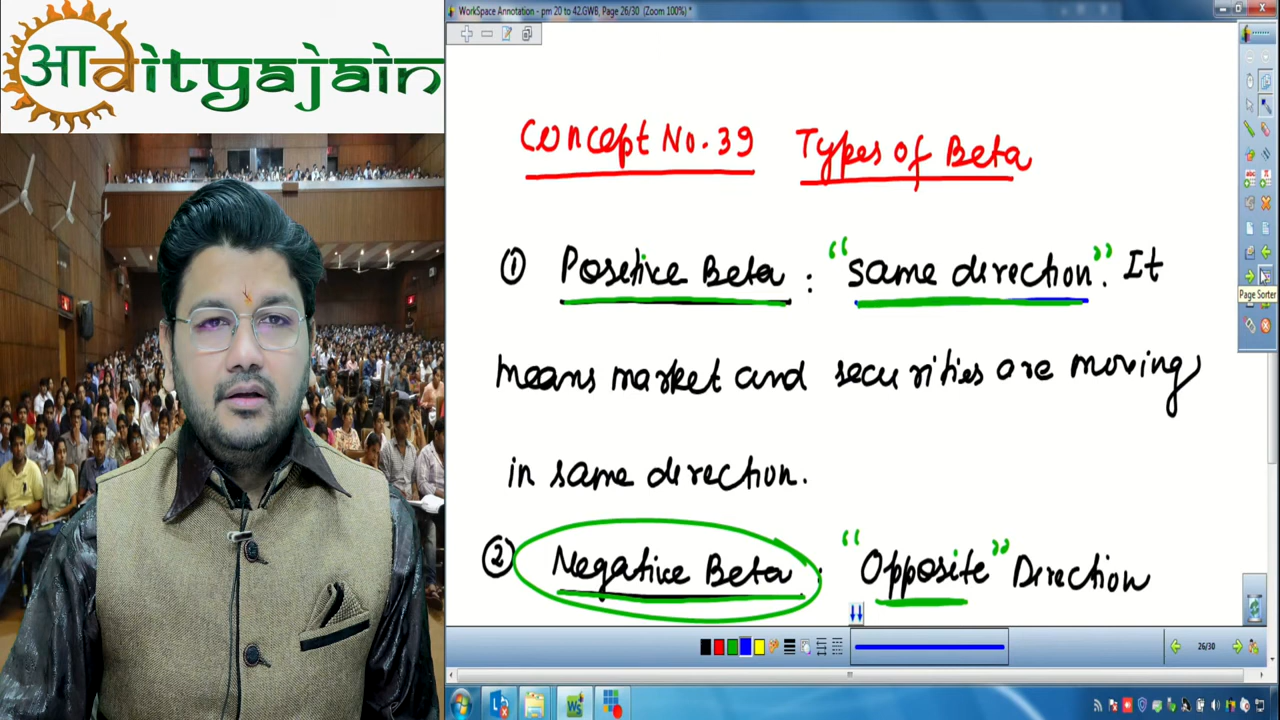 WorkSpace Annotation - pm 20 to 42.GWB, Page 26/30 (Zoom 100%) *
आdityajain
Concept No. 39 Types of Beta
① Positive Beta : "same direction". It
Page Sorter
means market and securities are moving
in same direction.
② Negative Beta : "Opposite" Direction
26/30